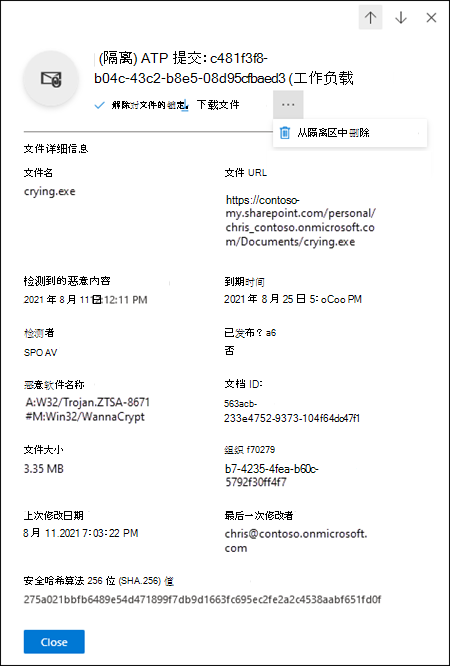 (隔离) ATP 提交: c481f3f8-
b04c-43c2-b8e5-08d95cfbaed3 (工作负载
解除对文件的锁定。 下载文件
从隔离区中删除
文件详细信息
文件名
crying.exe
文件 URL
https://contoso-
my.sharepoint.com/personal/
chris_contoso.onmicrosoft.co
m/Documents/crying.exe
检测到的恶意内容
2021 年 8 月 11日:12:11 PM
到期时间
2021 年 8 月 25 日 5: oCoo PM
检测者
SPO AV
已发布? a6
否
恶意软件名称
A:W32/Trojan.ZTSA-8671
#M:Win32/WannaCrypt
文档 ID:
563acb-
233e4752-9373-104f64dc47f1
文件大小
3.35 MB
组织 f70279
b7-4235-4fea-b60c-
5792f30ff4f7
上次修改日期
8 月 11.2021 7:03:22 PM
最后一次修改者
chris@contoso.onmicrosoft.
com
安全哈希算法 256 位 (SHA.256) 值
275a021bbfb6489e54d471899f7db9d1663fc695ec2fe2a2c4538aabf651fd0f
Close